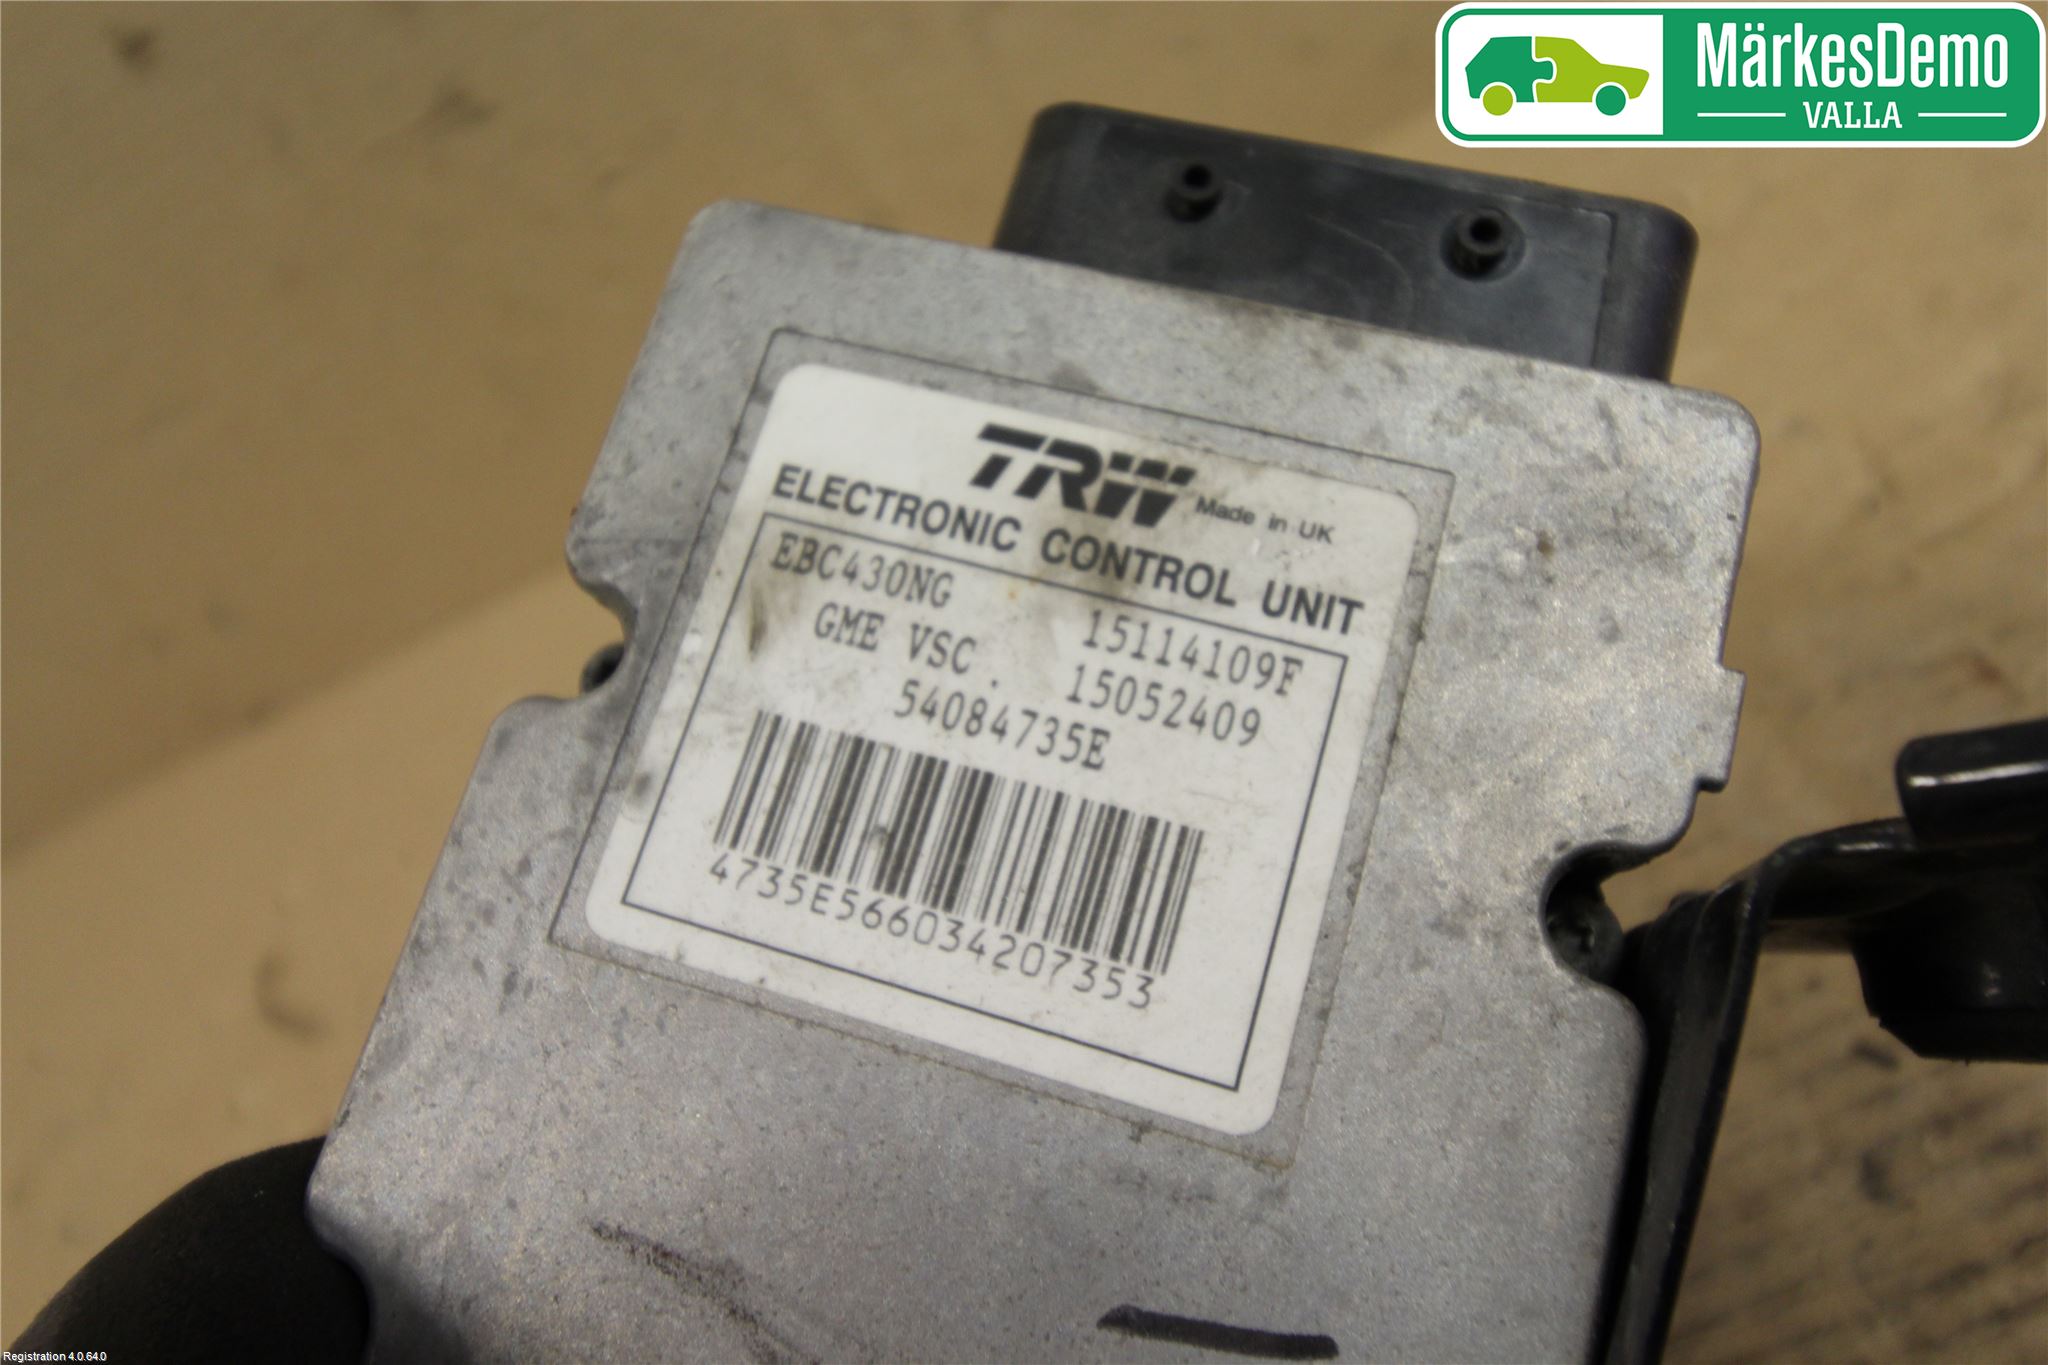 MärkesDemo
VALLA
TRW Made in UK
ELECTRONIC CONTROL UNIT
EBC430NG 15114109F
GME VSC. 15052409
54084735E
4735E566034207353
Registration 4.0.64.0